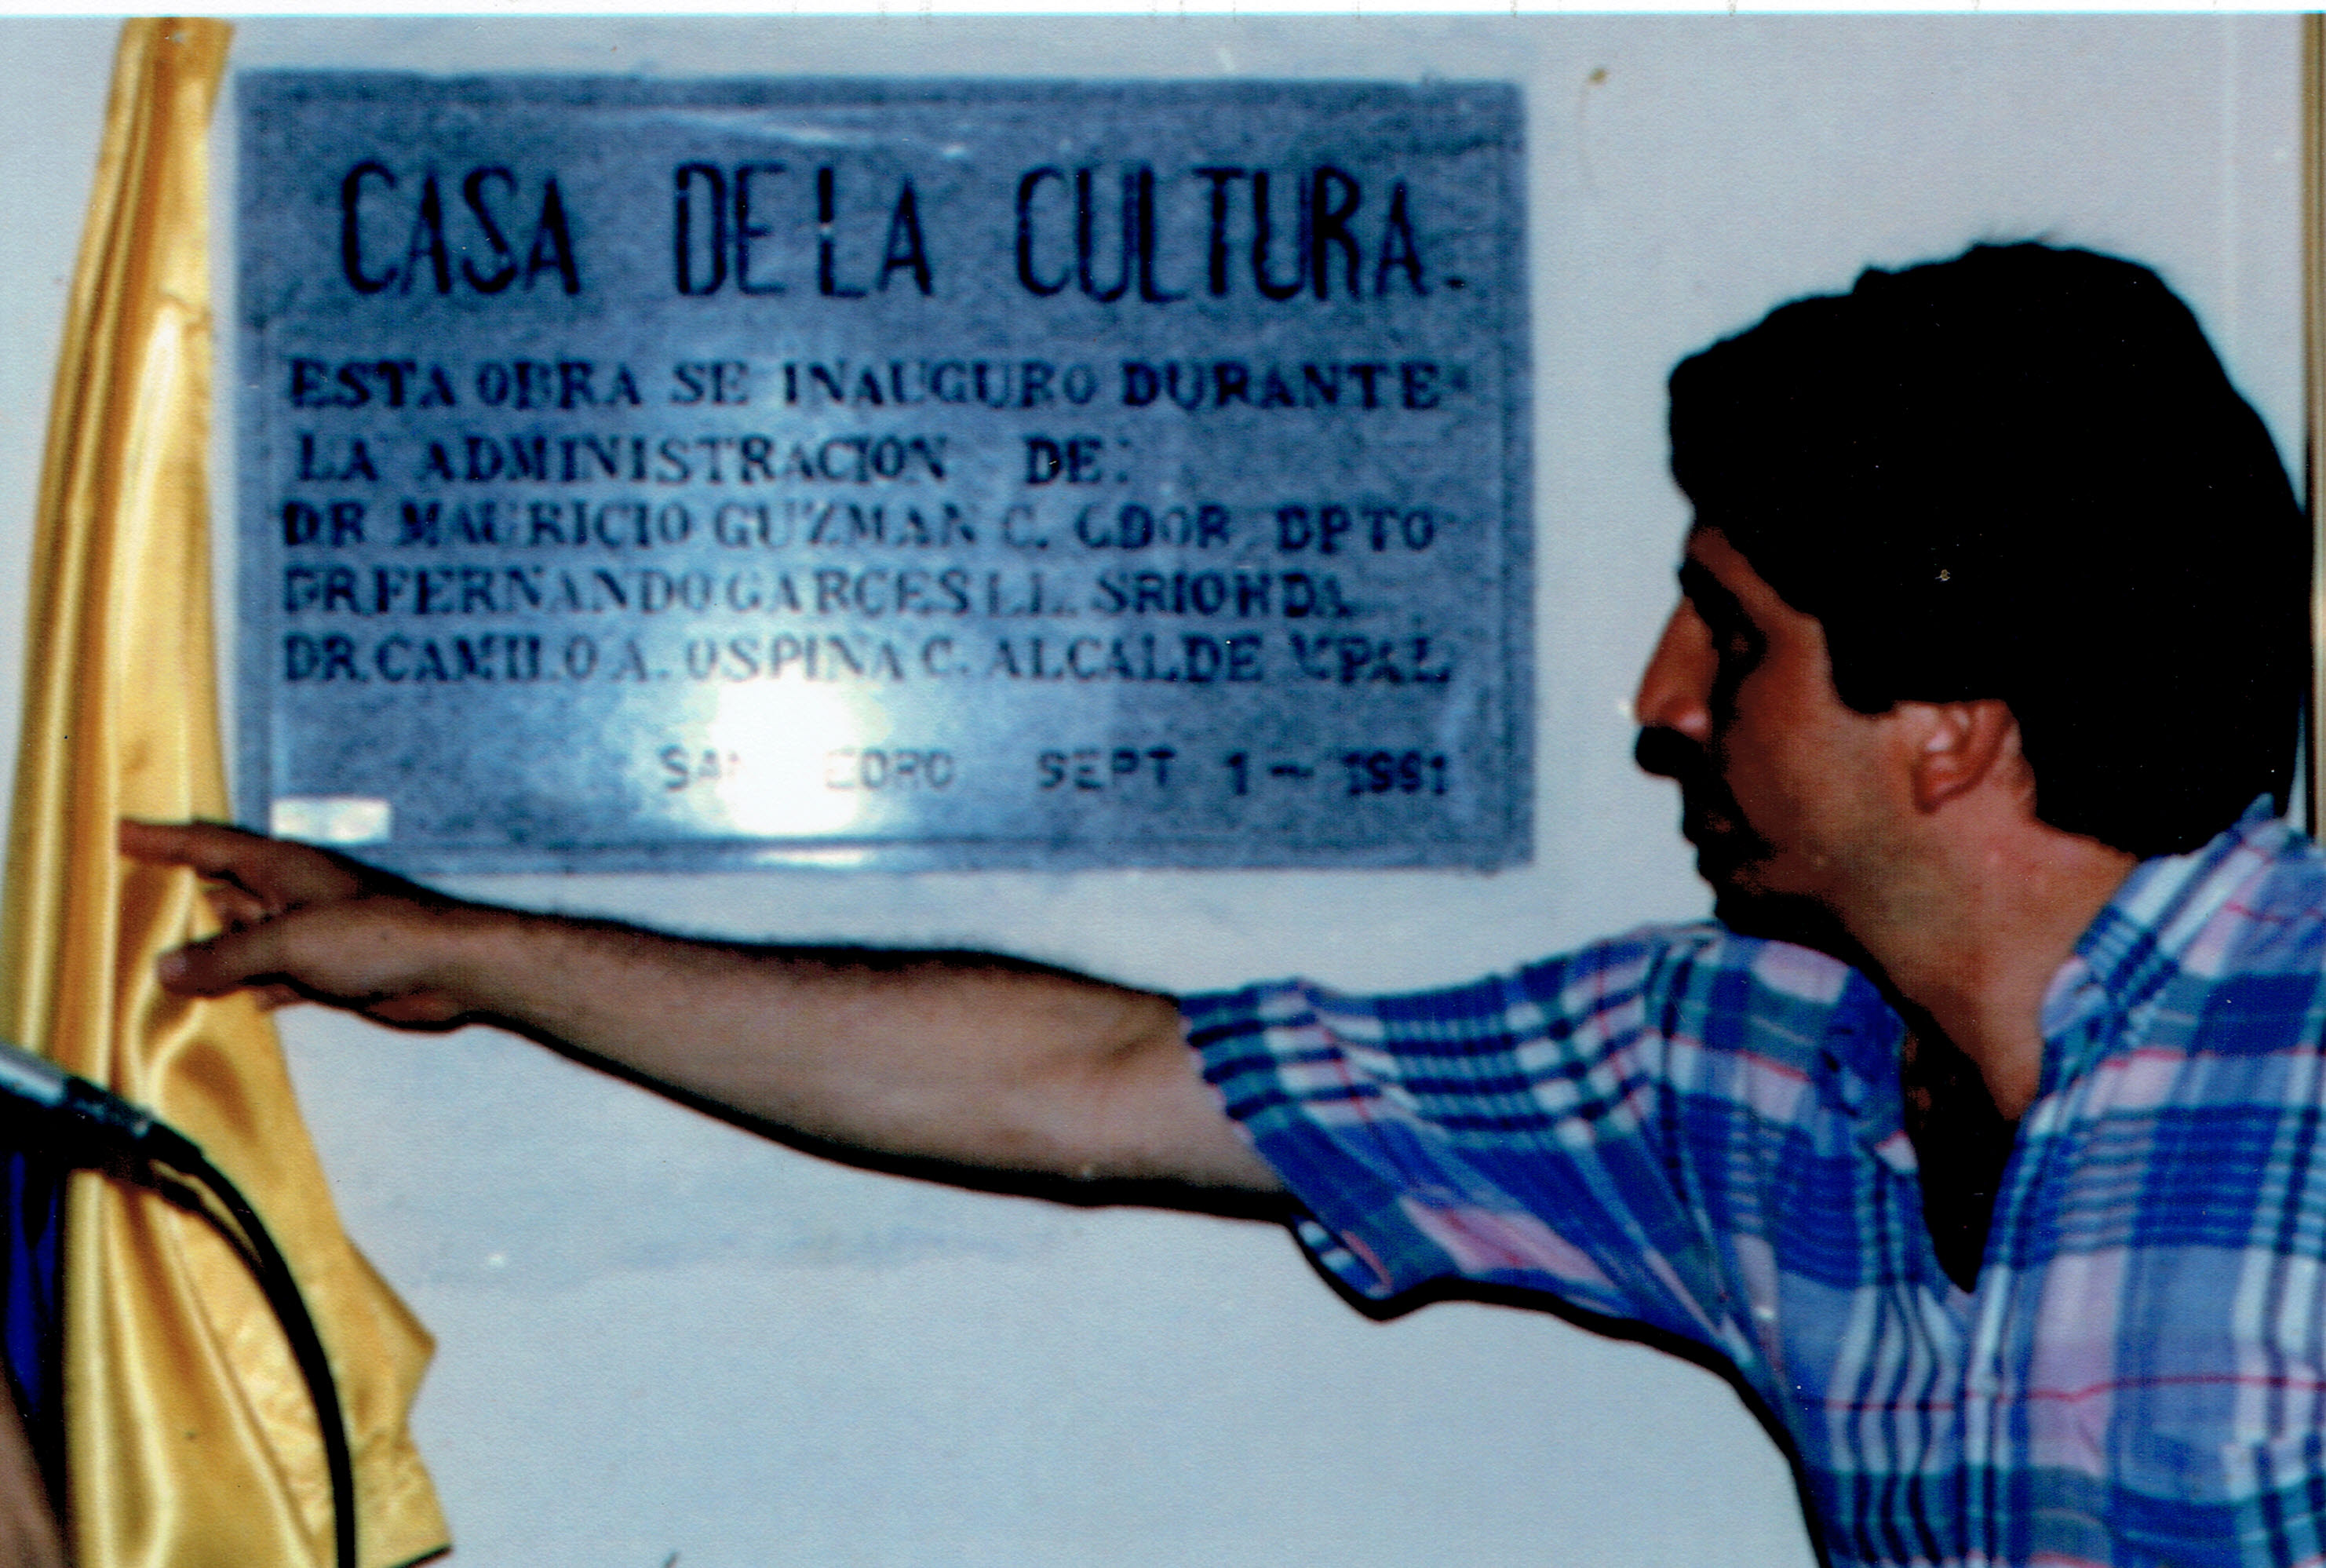 CASA DE LA CULTURA.
ESTA OBRA SE INAUGURO DURANTE
LA ADMINISTRACION DE:
DR MAURICIO GUZMAN C. GDOR DPTO
DR FERNANDO GARCES LL. SRIO HDA
DR. CAMILO A. OSPINA C. ALCALDE MPAL
SEPT 1 - 1991